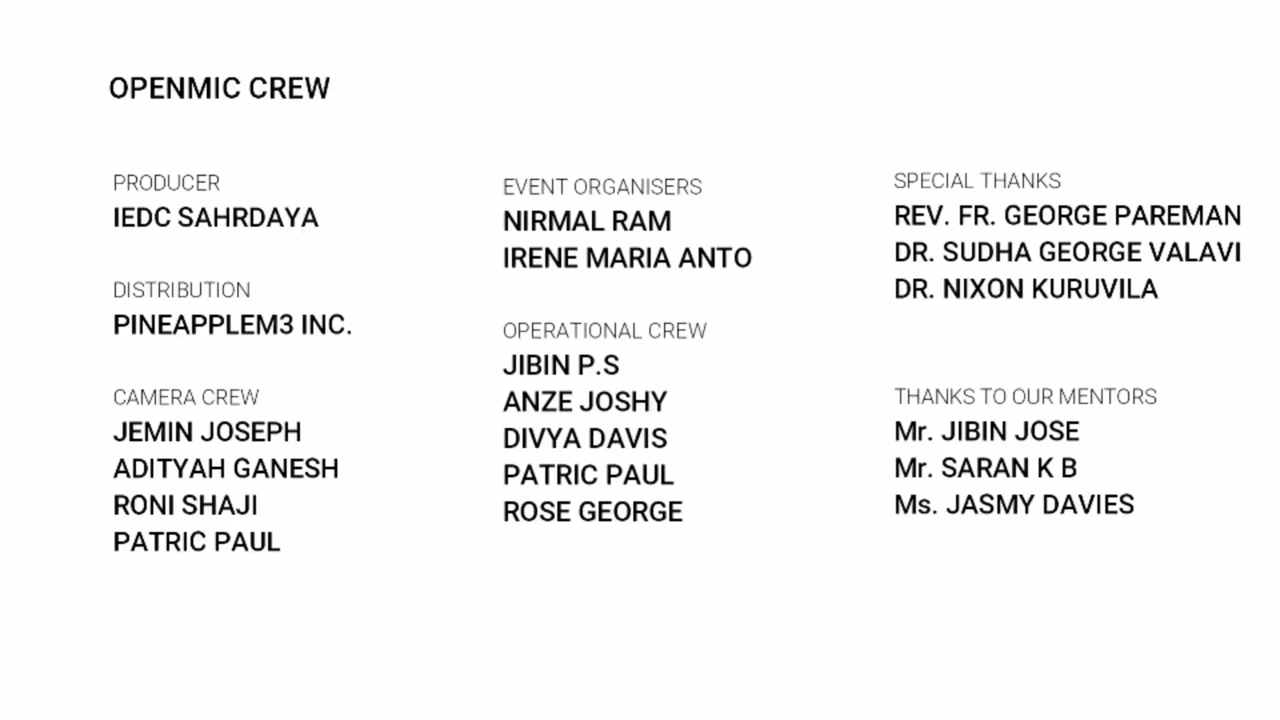 OPENMIC CREW
PRODUCER
IEDC SAHRDAYA
DISTRIBUTION
PINEAPPLEM3 INC.
CAMERA CREW
JEMIN JOSEPH
ADITYAH GANESH
RONI SHAJI
PATRIC PAUL
EVENT ORGANISERS
NIRMAL RAM
IRENE MARIA ANTO
OPERATIONAL CREW
JIBIN P.S
ANZE JOSHY
DIVYA DAVIS
PATRIC PAUL
ROSE GEORGE
SPECIAL THANKS
REV. FR. GEORGE PAREMAN
DR. SUDHA GEORGE VALAVI
DR. NIXON KURUVILA
THANKS TO OUR MENTORS
Mr. JIBIN JOSE
Mr. SARAN K B
Ms. JASMY DAVIES